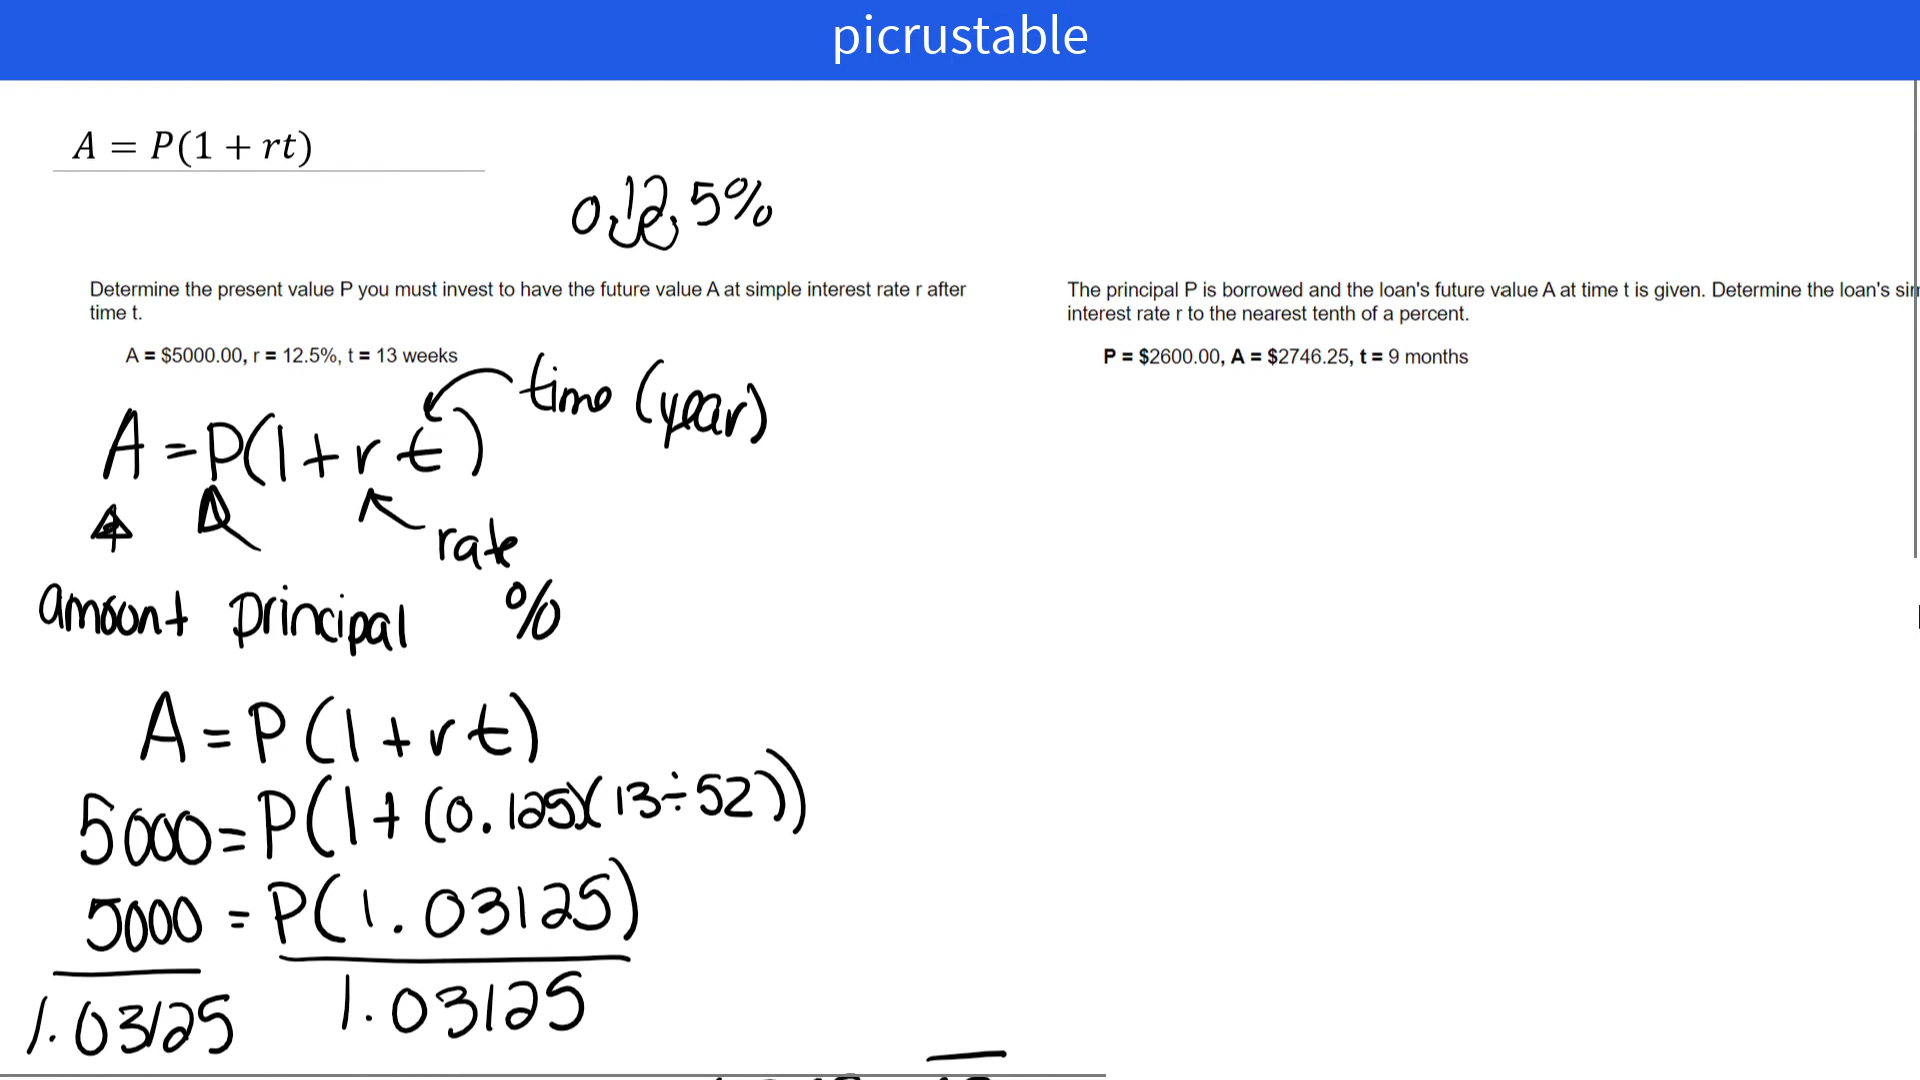 picrustable
A = P(1 + rt)
0.12.5%
Determine the present value P you must invest to have the future value A at simple interest rate r after
time t.
A = $5000.00, r = 12.5%, t = 13 weeks
The principal P is borrowed and the loan's future value A at time t is given. Determine the loan's sim
interest rate r to the nearest tenth of a percent.
P = $2600.00, A = $2746.25, t = 9 months
time (year)
A = P(1 + r t)
rate
amount principal %
A = P(1 + rt)
5000 = P(1 + (0.125)(13 ÷ 52))
5000 = P(1.03125)
1.03125 1.03125